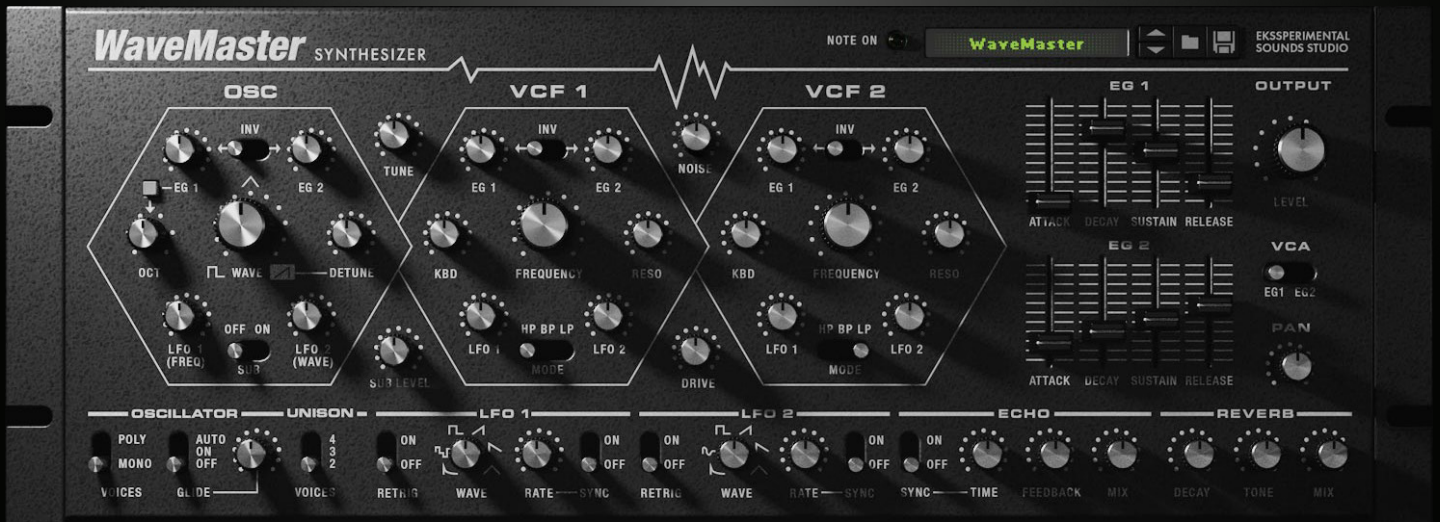 WaveMaster SYNTHESIZER
NOTE ON
WaveMaster
EKSSPERIMENTAL
SOUNDS STUDIO
OSC
VCF 1
VCF 2
EG 1
OUTPUT
INV
INV
INV
TUNE
NOISE
EG 1
EG 2
EG 1
EG 2
EG 1
EG 2
LEVEL
ATTACK DECAY SUSTAIN RELEASE
EG 2
VCA
OCT
WAVE
DETUNE
KBD
FREQUENCY
RESO
KBD
FREQUENCY
RESO
EG1 EG2
PAN
OFF ON
HP BP LP
HP BP LP
LFO 1
(FREQ)
SUB
LFO 2
(WAVE)
LFO 1
MODE
LFO 2
LFO 1
MODE
LFO 2
SUB LEVEL
DRIVE
ATTACK DECAY SUSTAIN RELEASE
OSCILLATOR
UNISON
LFO 1
LFO 2
ECHO
REVERB
POLY
MONO
AUTO
ON
OFF
4
3
2
ON
OFF
ON
OFF
ON
OFF
ON
OFF
ON
OFF
VOICES
GLIDE
VOICES
RETRIG
WAVE
RATE
SYNC
RETRIG
WAVE
RATE
SYNC
SYNC
TIME
FEEDBACK
MIX
DECAY
TONE
MIX